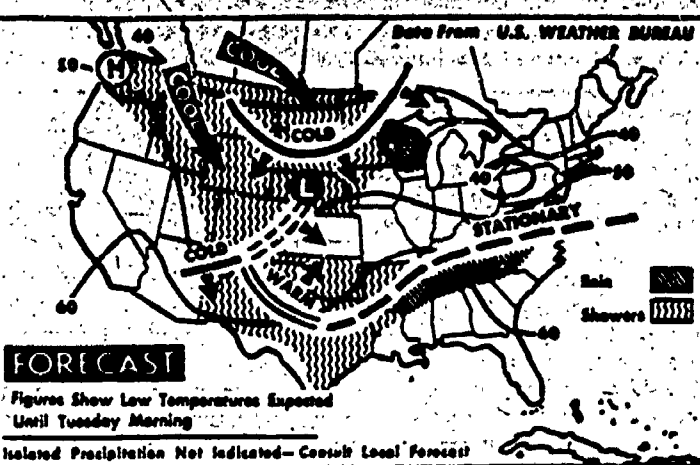 Data From U.S. WEATHER BUREAU
40
COOL
50
H
COOL
COLD
40
40
50
L
STATIONARY
COLD
WARM
Rain
60
Showers
60
FORECAST
Figures Show Low Temperatures Expected
Until Tuesday Morning
Isolated Precipitation Not Indicated—Consult Local Forecast